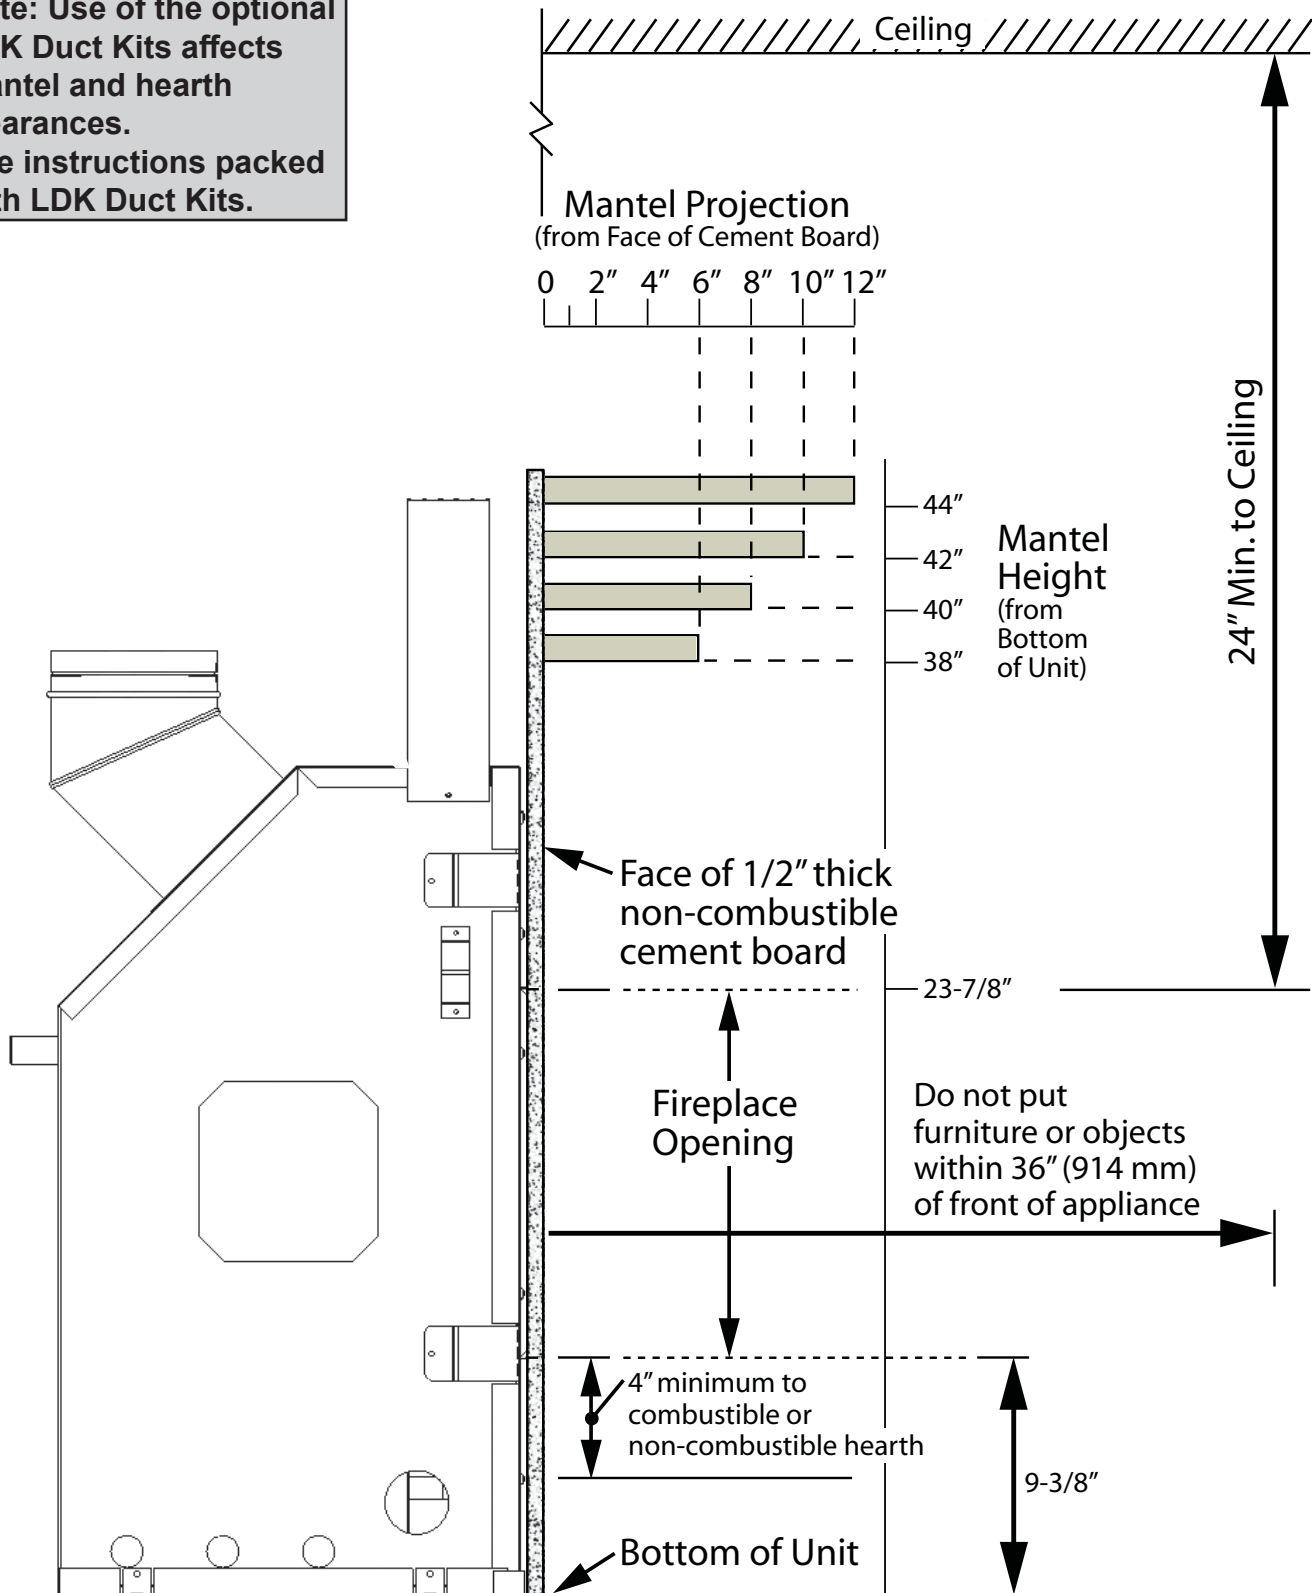 te: Use of the optional
K Duct Kits affects
antel and hearth
arances.
e instructions packed
th LDK Duct Kits.
Ceiling
Mantel Projection
(from Face of Cement Board)
0 2” 4” 6” 8” 10” 12”
44”
42”
40”
38”
Mantel
Height
(from
Bottom
of Unit)
24” Min. to Ceiling
Face of 1/2” thick
non-combustible
cement board
23-7/8”
Fireplace
Opening
Do not put
furniture or objects
within 36” (914 mm)
of front of appliance
4” minimum to
combustible or
non-combustible hearth
9-3/8”
Bottom of Unit